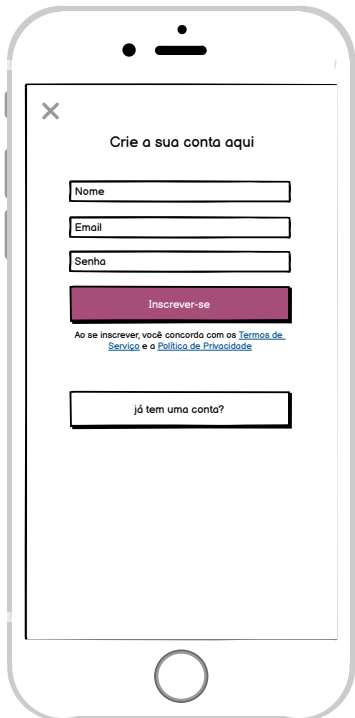 Crie a sua conta aqui
Nome
Email
Senha
Inscrever-se
Ao se inscrever, você concorda com os Termos de
Serviço e a Política de Privacidade
já tem uma conta?